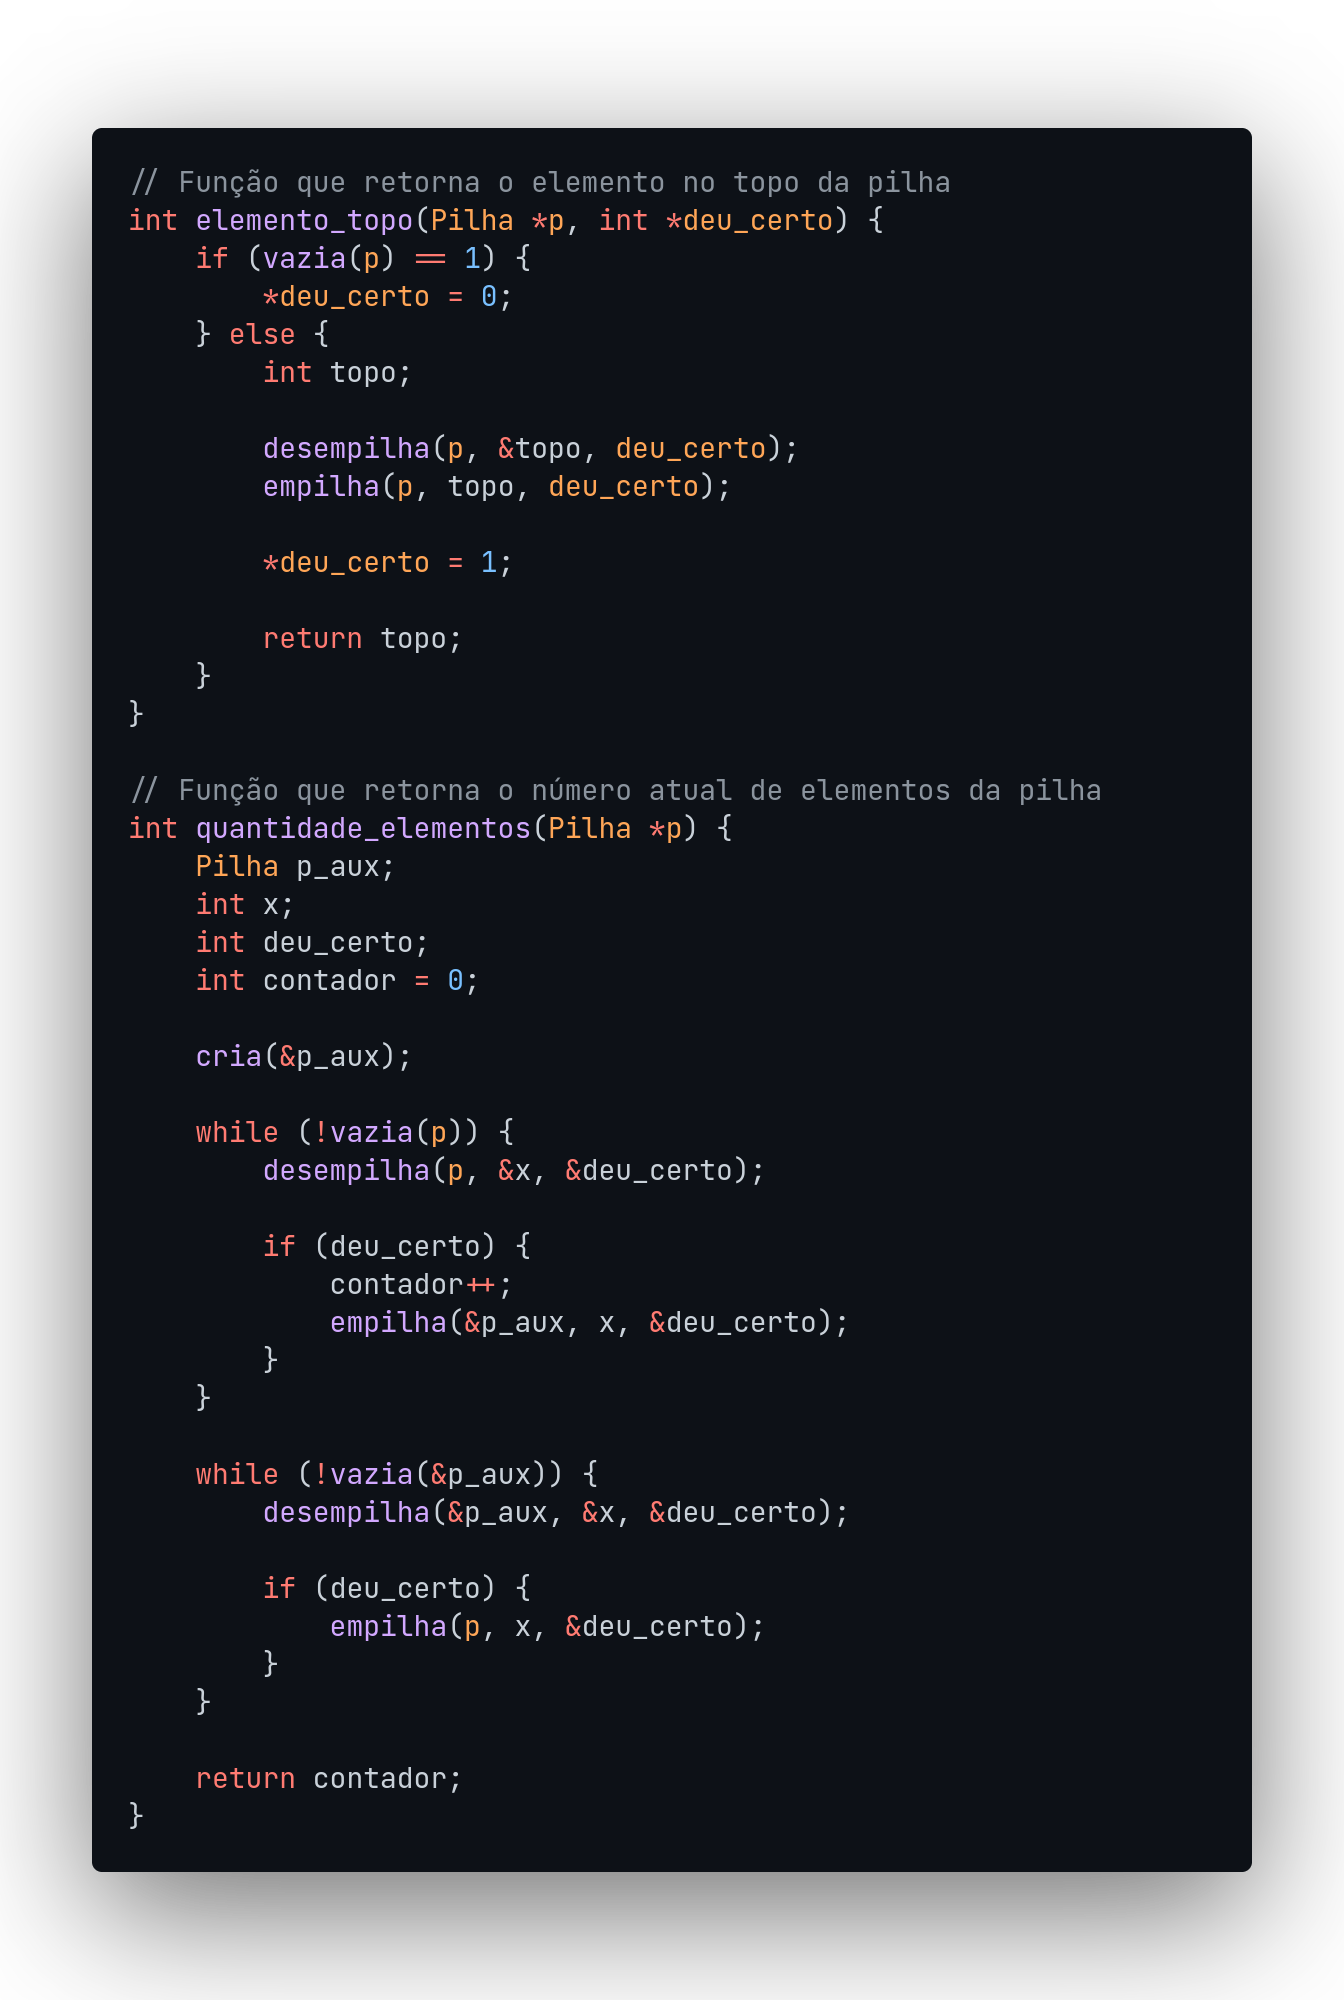 // Função que retorna o elemento no topo da pilha
int elemento_topo(Pilha *p, int *deu_certo) {
    if (vazia(p) == 1) {
        *deu_certo = 0;
    } else {
        int topo;

        desempilha(p, &topo, deu_certo);
        empilha(p, topo, deu_certo);

        *deu_certo = 1;

        return topo;
    }
}

// Função que retorna o número atual de elementos da pilha
int quantidade_elementos(Pilha *p) {
    Pilha p_aux;
    int x;
    int deu_certo;
    int contador = 0;

    cria(&p_aux);

    while (!vazia(p)) {
        desempilha(p, &x, &deu_certo);

        if (deu_certo) {
            contador++;
            empilha(&p_aux, x, &deu_certo);
        }
    }

    while (!vazia(&p_aux)) {
        desempilha(&p_aux, &x, &deu_certo);

        if (deu_certo) {
            empilha(p, x, &deu_certo);
        }
    }

    return contador;
}